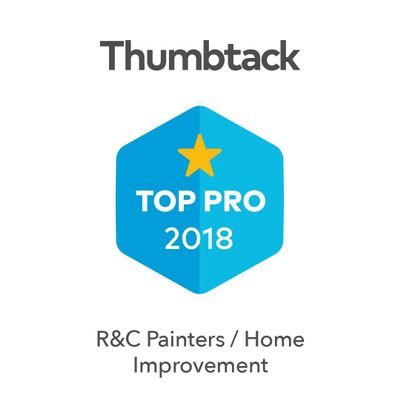 Thumbtack
TOP PRO
2018
R&C Painters / Home
Improvement